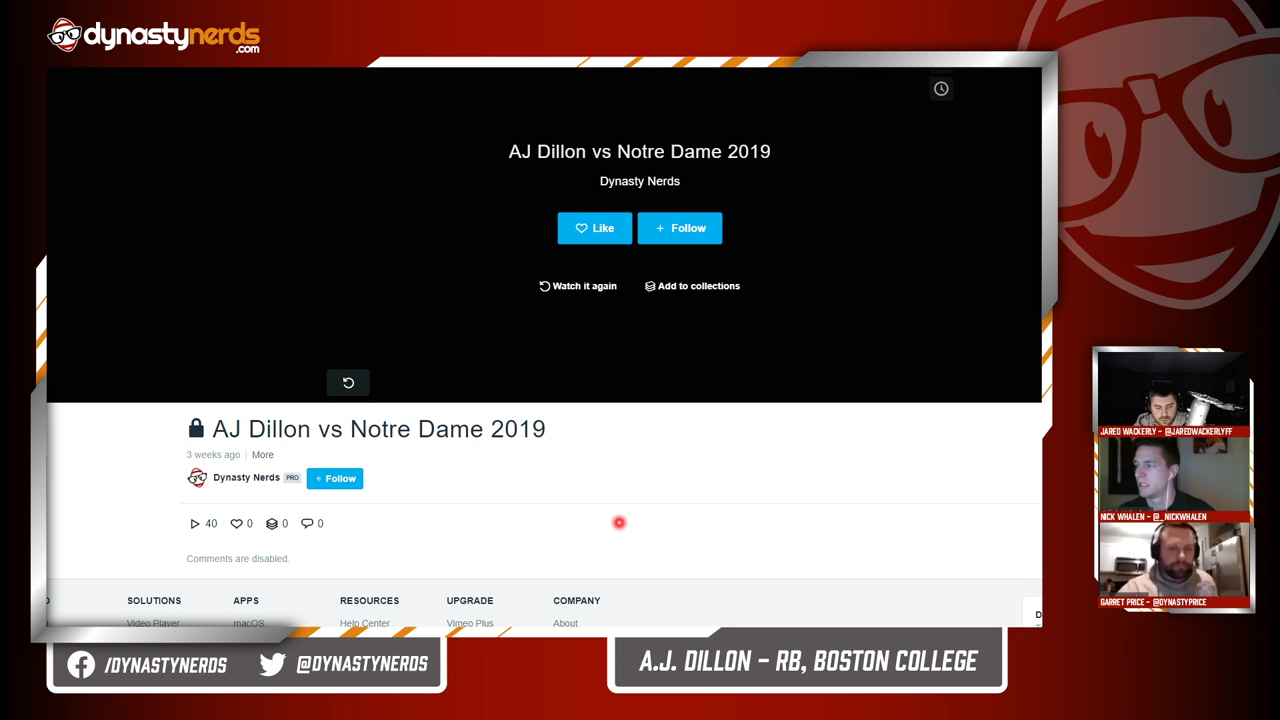 dynastynerds
.com
AJ Dillon vs Notre Dame 2019
Dynasty Nerds
Like
+ Follow
Watch it again
Add to collections
AJ Dillon vs Notre Dame 2019
3 weeks ago | More
Dynasty Nerds PRO
+ Follow
40 0 0 0
Comments are disabled.
SOLUTIONS APPS RESOURCES UPGRADE COMPANY
Video Player macOS Help Center Vimeo Plus About
JARED WACKERLY – @JAREDWACKERLYFF
NICK WHALEN – @_NICKWHALEN
GARRET PRICE – @DYNASTYPRICE
/DYNASTYNERDS
@DYNASTYNERDS
A.J. DILLON – RB, BOSTON COLLEGE